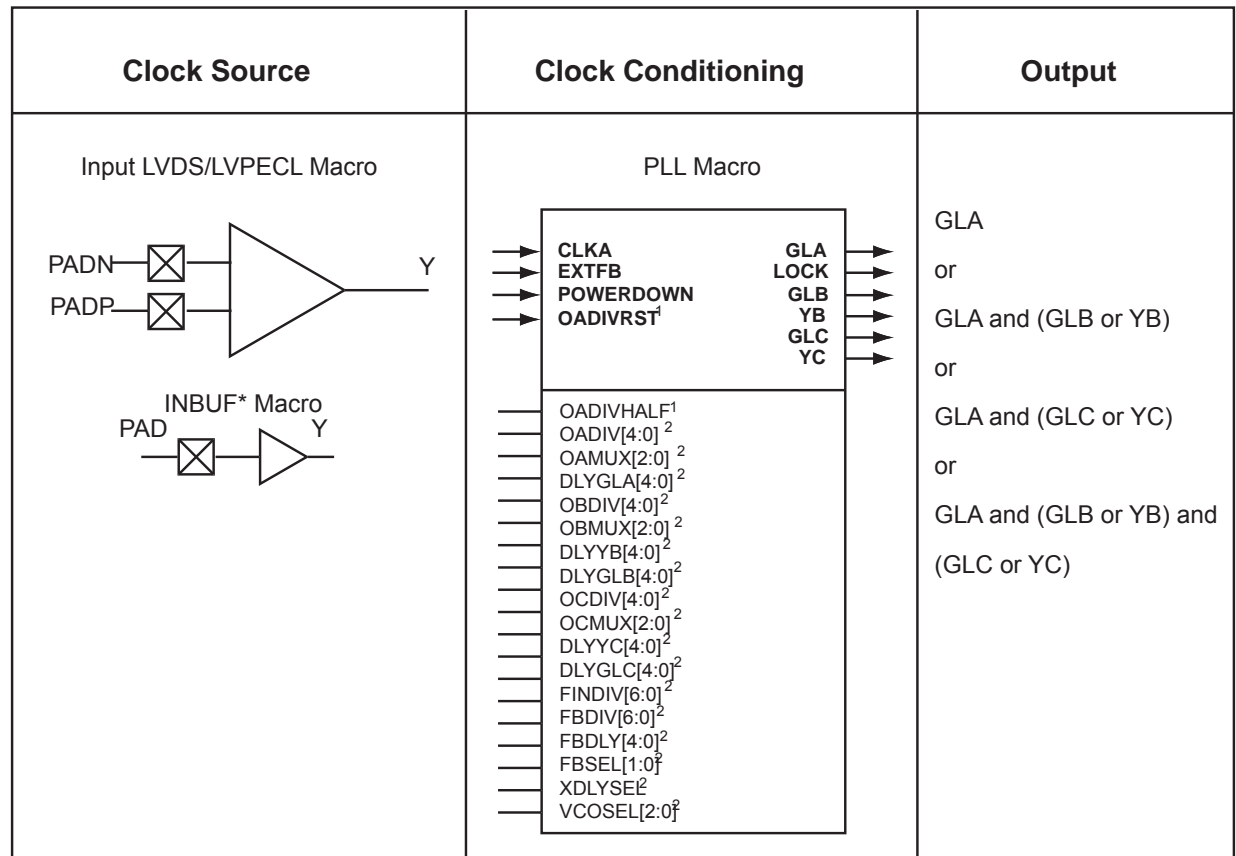 Clock Source
Clock Conditioning
Output
Input LVDS/LVPECL Macro
PADN
PADP
Y
INBUF* Macro
PAD
Y
PLL Macro
CLKA
EXTFB
POWERDOWN
OADIVRST1
GLA
LOCK
GLB
YB
GLC
YC
OADIVHALF1
OADIV[4:0] 2
OAMUX[2:0] 2
DLYGLA[4:0] 2
OBDIV[4:0] 2
OBMUX[2:0] 2
DLYYB[4:0] 2
DLYGLB[4:0] 2
OCDIV[4:0] 2
OCMUX[2:0] 2
DLYYC[4:0] 2
DLYGLC[4:0] 2
FINDIV[6:0] 2
FBDIV[6:0] 2
FBDLY[4:0] 2
FBSEL[1:0] 2
XDLYSEL2
VCOSEL[2:0] 2
GLA
or
GLA and (GLB or YB)
or
GLA and (GLC or YC)
or
GLA and (GLB or YB) and
(GLC or YC)